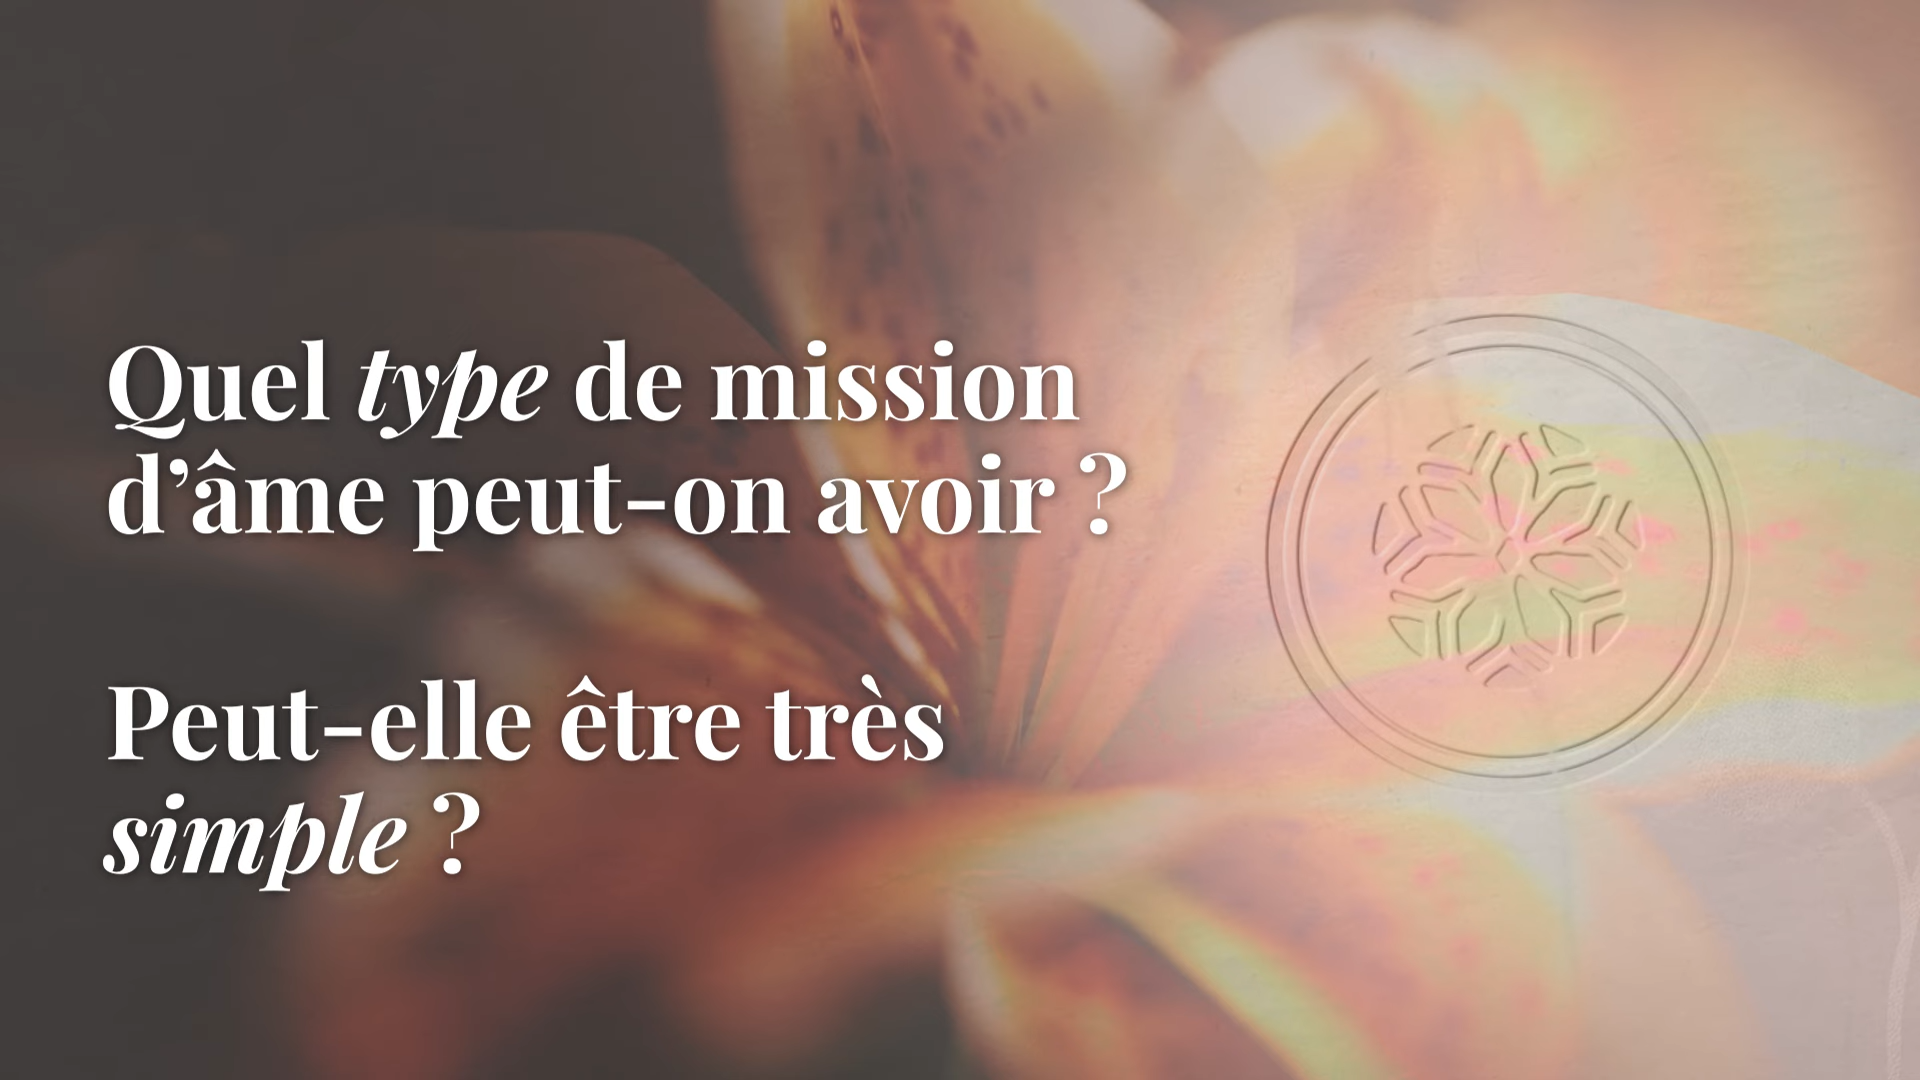 Quel type de mission
d’âme peut-on avoir ?
Peut-elle être très
simple ?